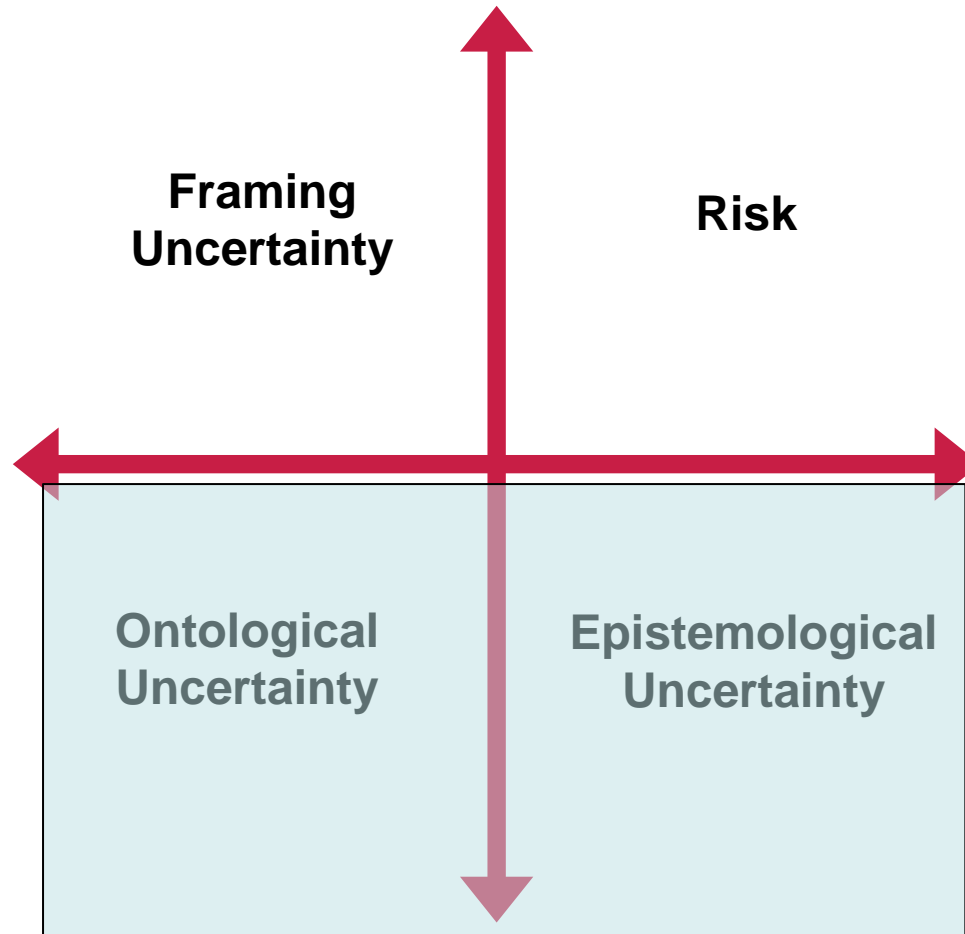 Framing
Uncertainty
Risk
Ontological
Uncertainty
Epistemological
Uncertainty